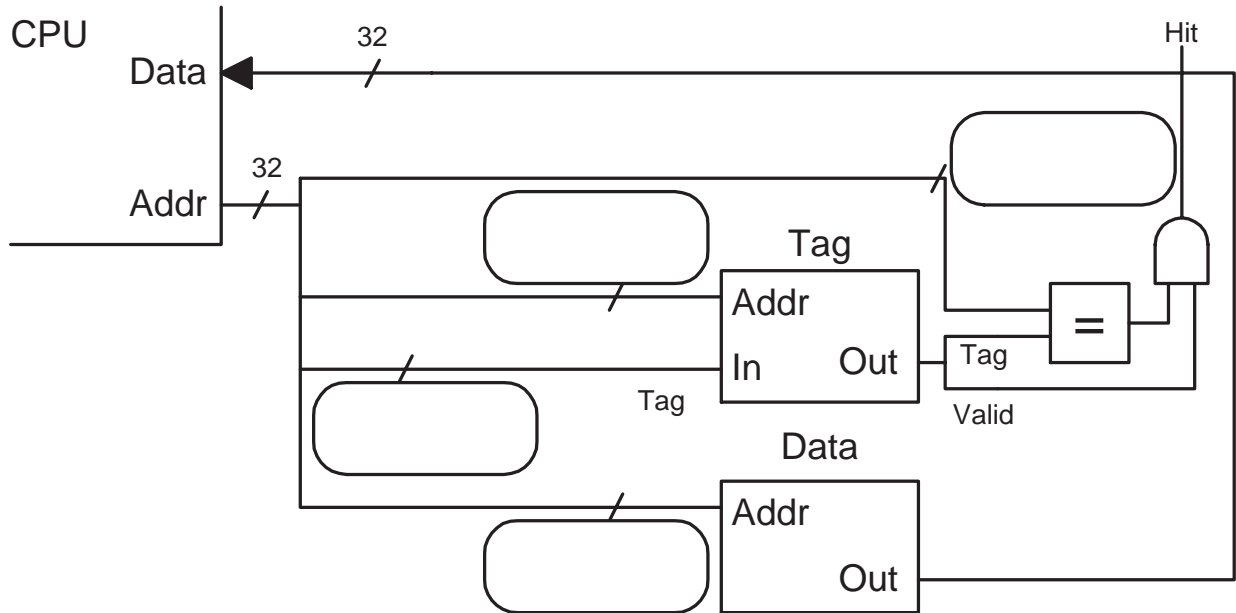 CPU
32
Hit
Data
32
Addr
Tag
Addr
=
In
Out
Tag
Tag
Valid
Data
Addr
Out